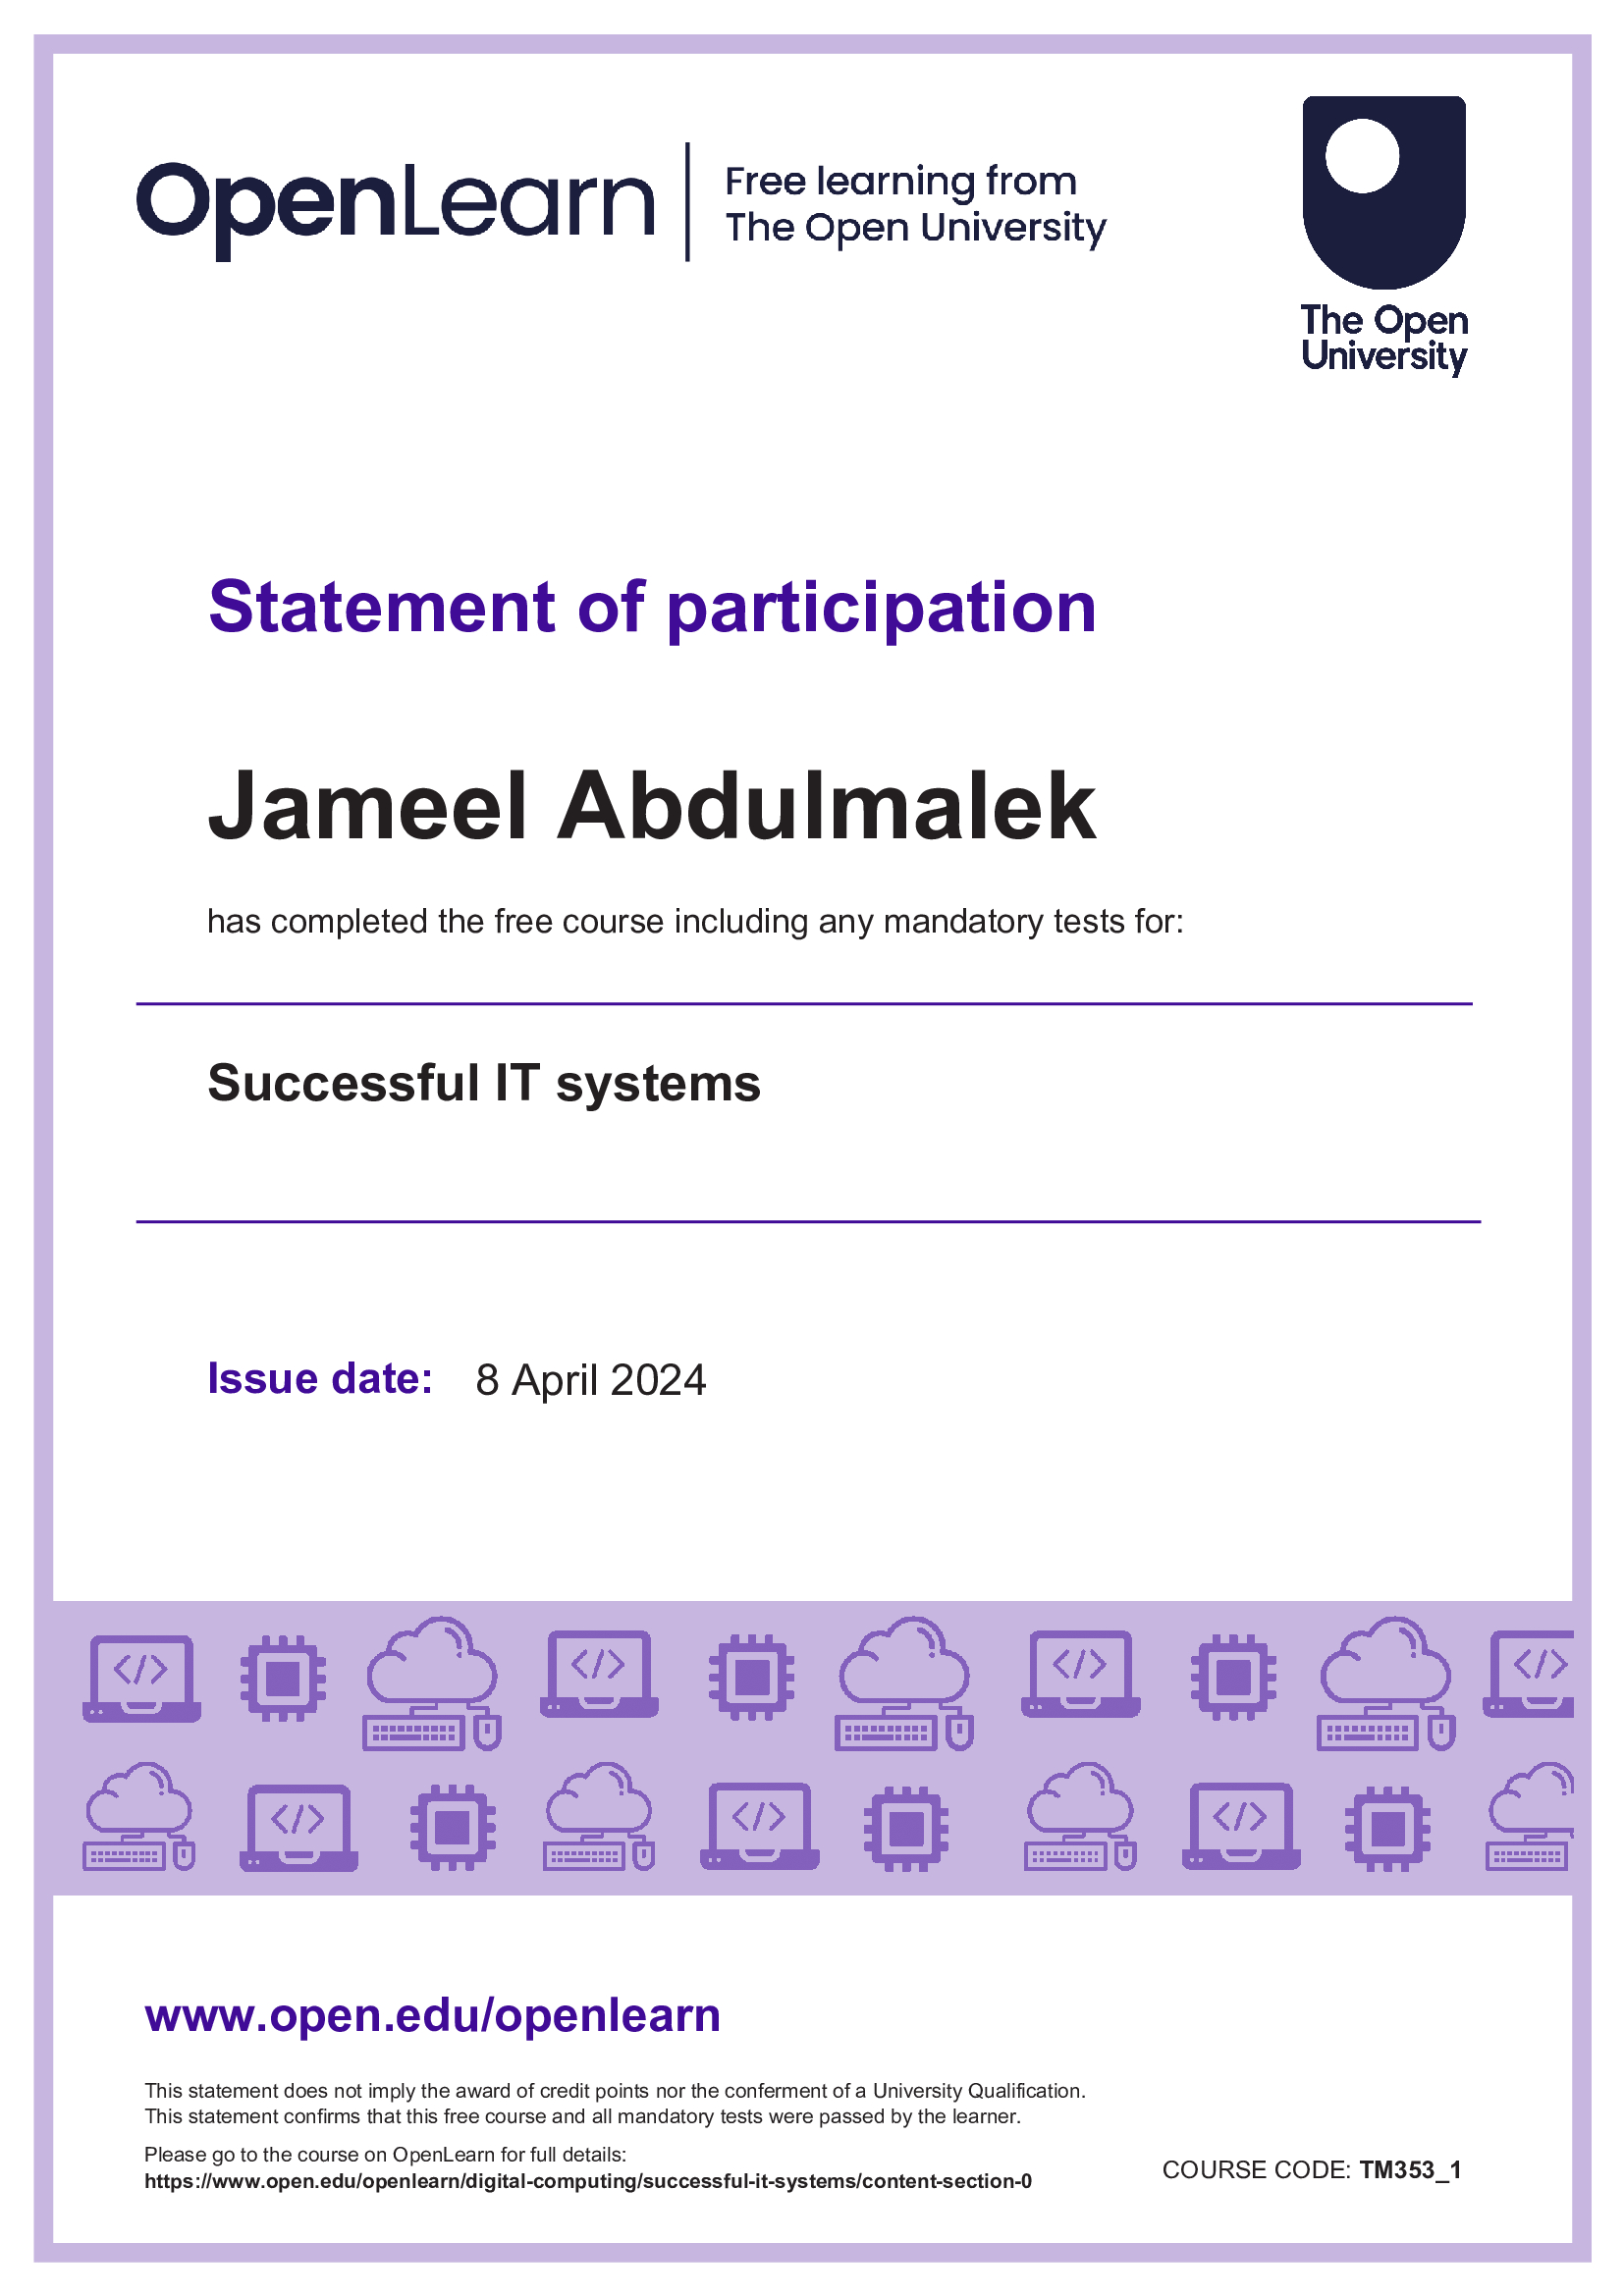 OpenLearn
Free learning from
The Open University
The Open
University
Statement of participation
Jameel Abdulmalek
has completed the free course including any mandatory tests for:
Successful IT systems
Issue date: 8 April 2024
www.open.edu/openlearn
This statement does not imply the award of credit points nor the conferment of a University Qualification.
This statement confirms that this free course and all mandatory tests were passed by the learner.
Please go to the course on OpenLearn for full details:
https://www.open.edu/openlearn/digital-computing/successful-it-systems/content-section-0
COURSE CODE: TM353_1